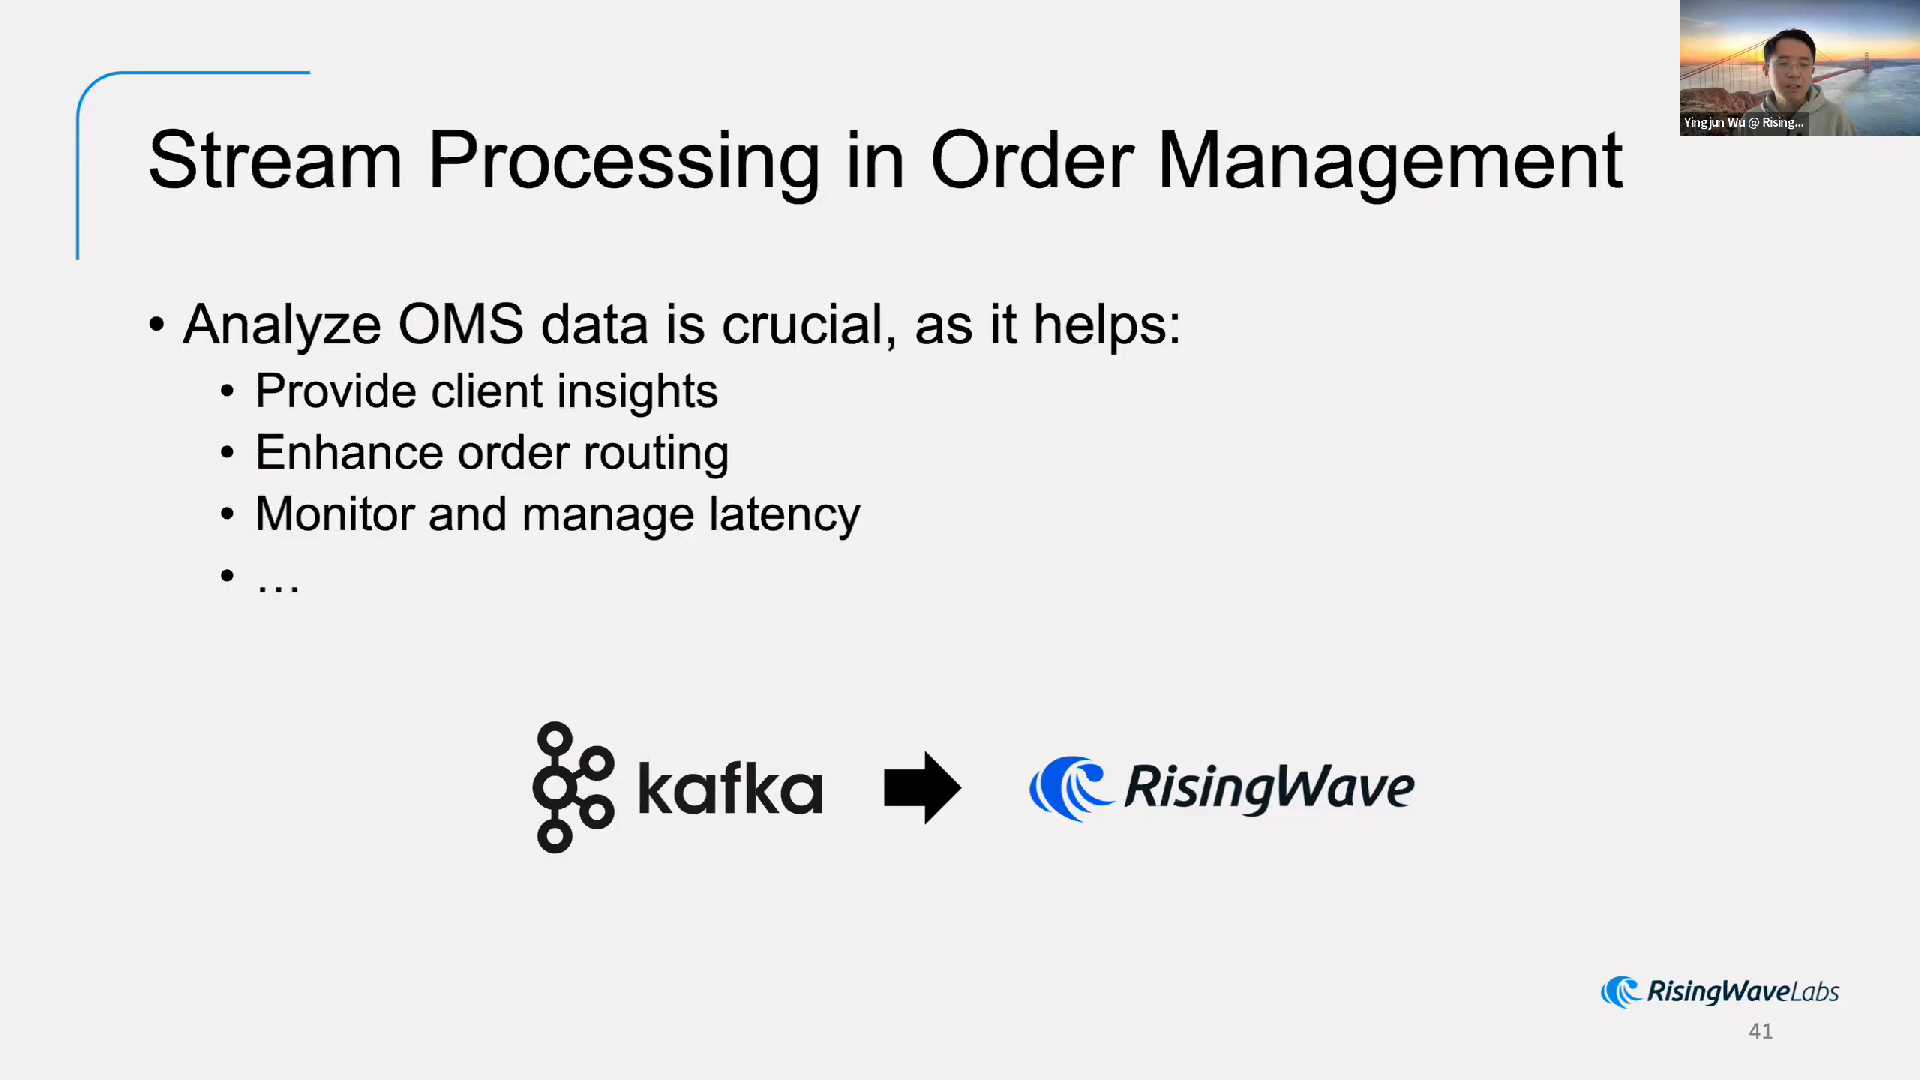 Stream Processing in Order Management
Yingjun Wu @ Rising...
• Analyze OMS data is crucial, as it helps:
• Provide client insights
• Enhance order routing
• Monitor and manage latency
• …
kafka
RisingWave
RisingWaveLabs
41